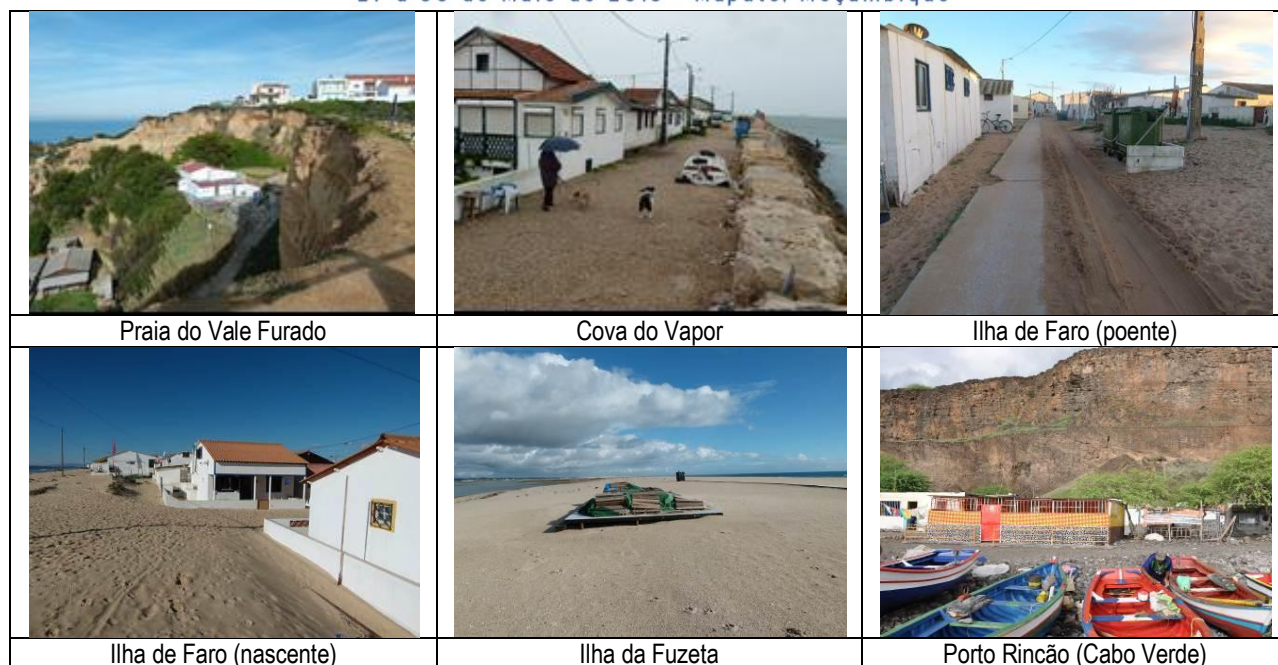 Praia do Vale Furado
Cova do Vapor
Ilha de Faro (poente)
Ilha de Faro (nascente)
Ilha da Fuzeta
Porto Rincão (Cabo Verde)